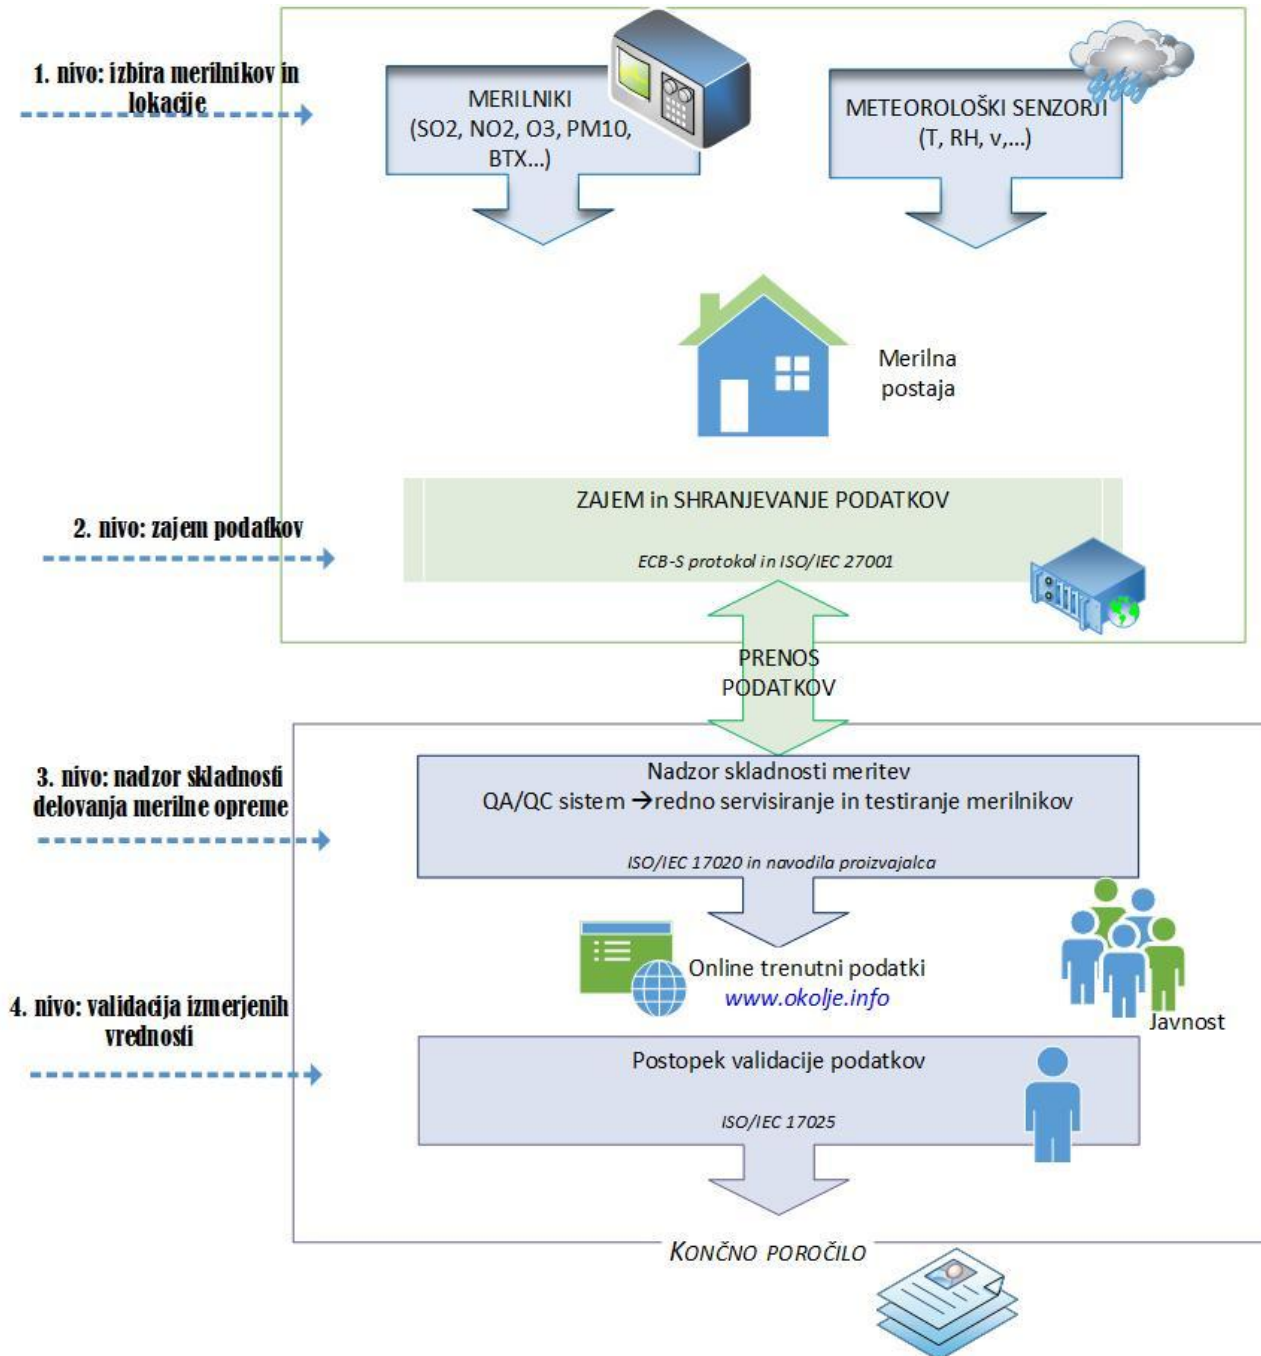 1. nivo: izbira merilnikov in
lokacije
MERILNIKI
(SO2, NO2, O3, PM10,
BTX...)
METEOROLOŠKI SENZORJI
(T, RH, v,...)
Merilna
postaja
2. nivo: zajem podatkov
ZAJEM in SHRANJEVANJE PODATKOV
ECB-S protokol in ISO/IEC 27001
PRENOS
PODATKOV
3. nivo: nadzor skladnosti
delovanja merilne opreme
Nadzor skladnosti meritev
QA/QC sistem →redno servisiranje in testiranje merilnikov
ISO/IEC 17020 in navodila proizvajalca
Online trenutni podatki
www.okolje.info
Javnost
4. nivo: validacija izmerjenih
vrednosti
Postopek validacije podatkov
ISO/IEC 17025
KONČNO POROČILO